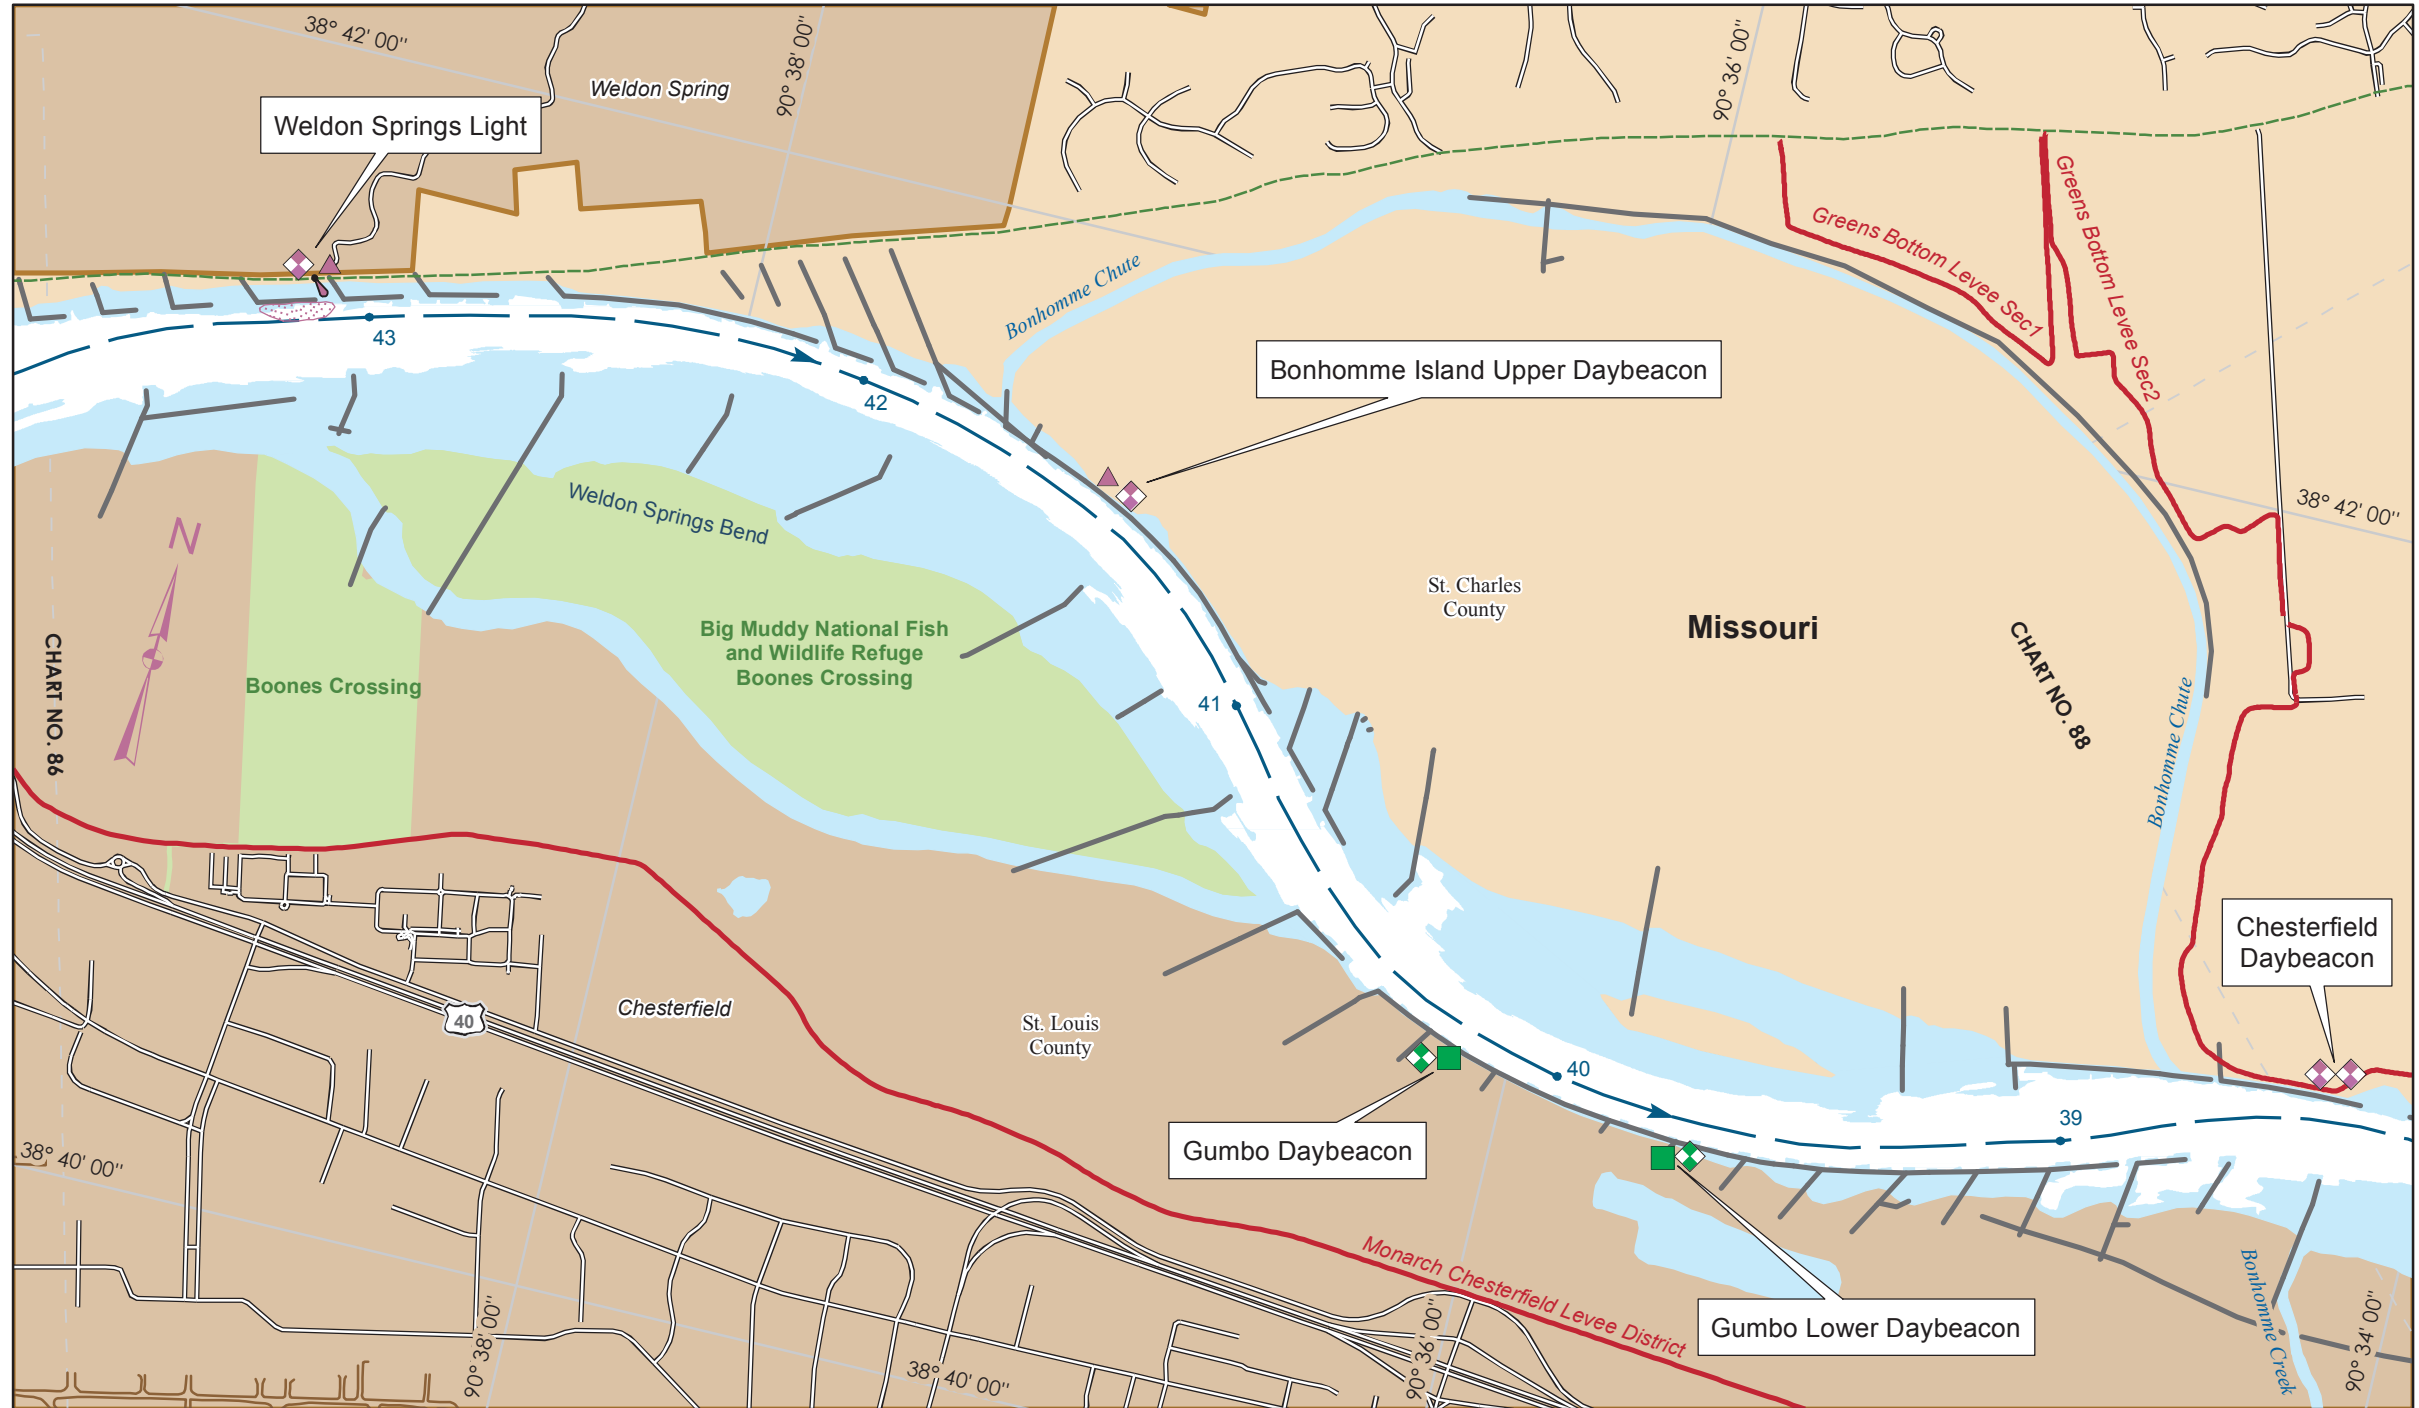 38° 42' 00"
90° 38' 00"
90° 36' 00"
Weldon Spring
Weldon Springs Light
Greens Bottom Levee Sec1
Greens Bottom Levee Sec2
Bonhomme Chute
43
42
Bonhomme Island Upper Daybeacon
38° 42' 00"
N
Weldon Springs Bend
St. Charles
County
Missouri
CHART NO. 86
CHART NO. 88
Big Muddy National Fish
and Wildlife Refuge
Boones Crossing
Boones Crossing
41
Bonhomme Chute
Chesterfield
Daybeacon
40
Chesterfield
St. Louis
County
40
39
Gumbo Daybeacon
38° 40' 00"
Monarch Chesterfield Levee District
Gumbo Lower Daybeacon
Bonhomme Creek
90° 38' 00"
38° 40' 00"
90° 36' 00"
90° 34' 00"